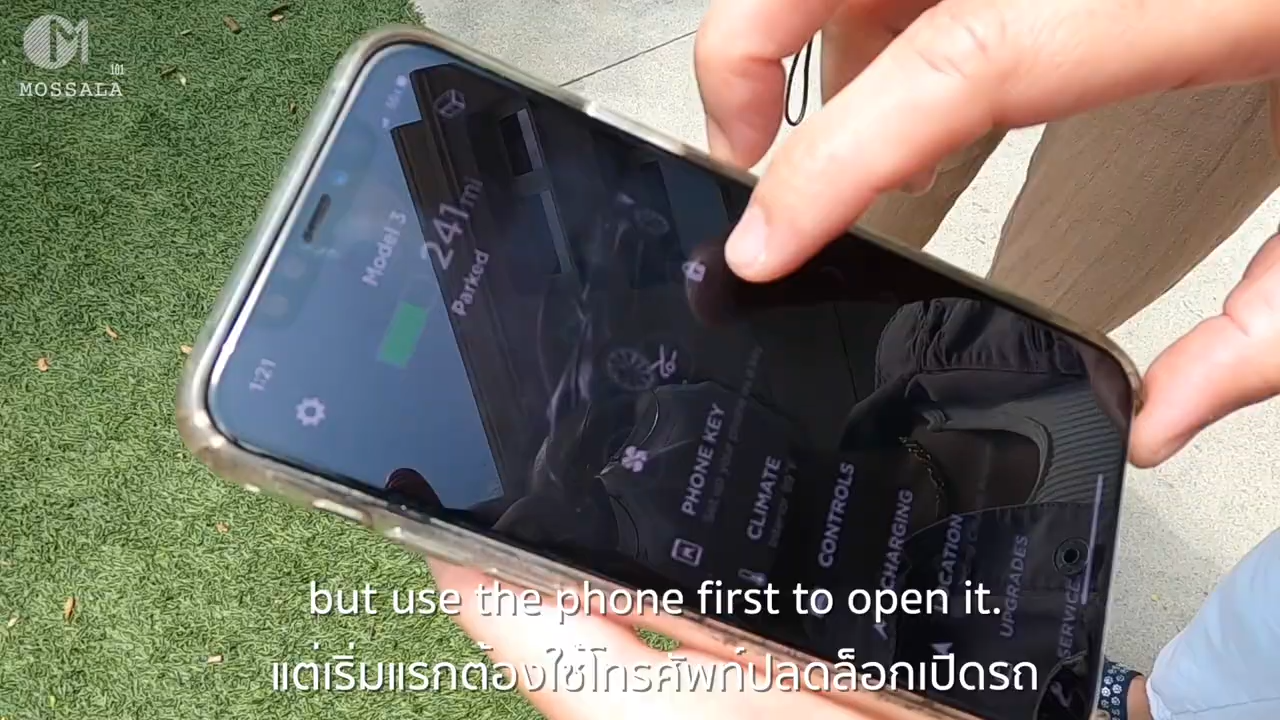 101
MOSSALA
Model 3
241 mi
Parked
1:21
PHONE KEY
CLIMATE
CONTROLS
CHARGING
UPGRADES
SERVICE
but use the phone first to open it.
แต่เริ่มแรกต้องใช้โทรศัพท์ปลดล็อกเปิดรถ